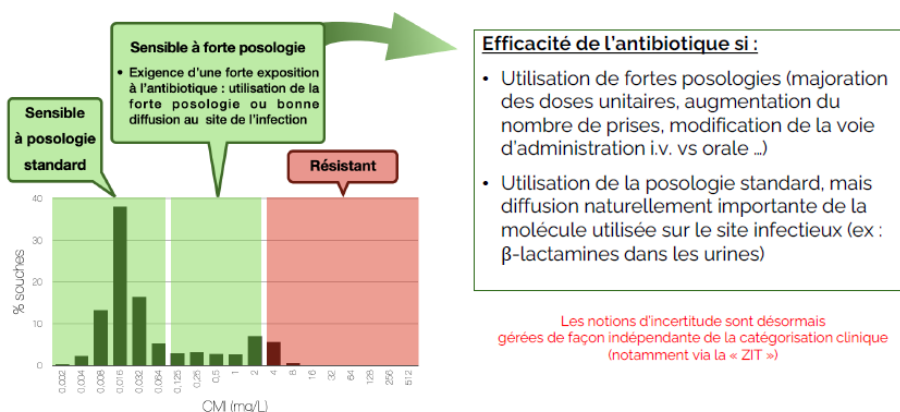 Sensible à forte posologie
• Exigence d'une forte exposition
à l'antibiotique : utilisation de la
forte posologie ou bonne
diffusion au site de l'infection
Sensible
à posologie
standard
Résistant
% souches
40
30
20
10
0
0,002
0,004
0,008
0,016
0,032
0,064
0,125
0,25
0,5
1
2
4
8
16
32
64
128
256
512
CMI (mg/L)
Efficacité de l'antibiotique si :
• Utilisation de fortes posologies (majoration
des doses unitaires, augmentation du
nombre de prises, modification de la voie
d'administration i.v. vs orale ...)
• Utilisation de la posologie standard, mais
diffusion naturellement importante de la
molécule utilisée sur le site infectieux (ex :
β-lactamines dans les urines)
Les notions d'incertitude sont désormais
gérées de façon indépendante de la catégorisation clinique
(notamment via la « ZIT »)